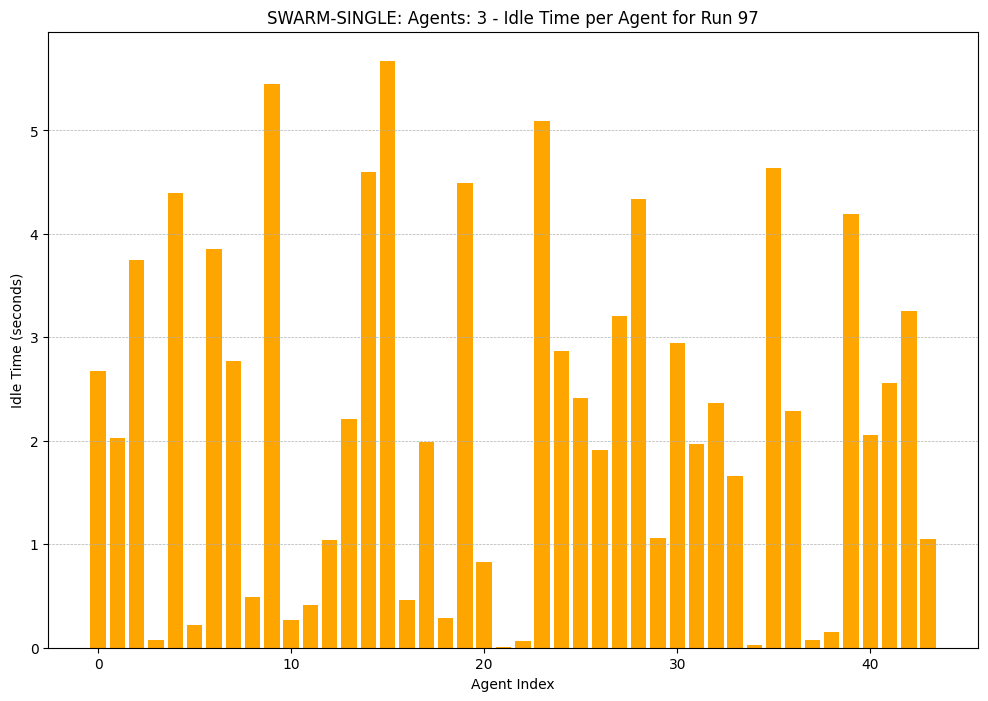 SWARM-SINGLE: Agents: 3 - Idle Time per Agent for Run 97
Idle Time (seconds)
5
4
3
2
1
0
0 10 20 30 40
Agent Index